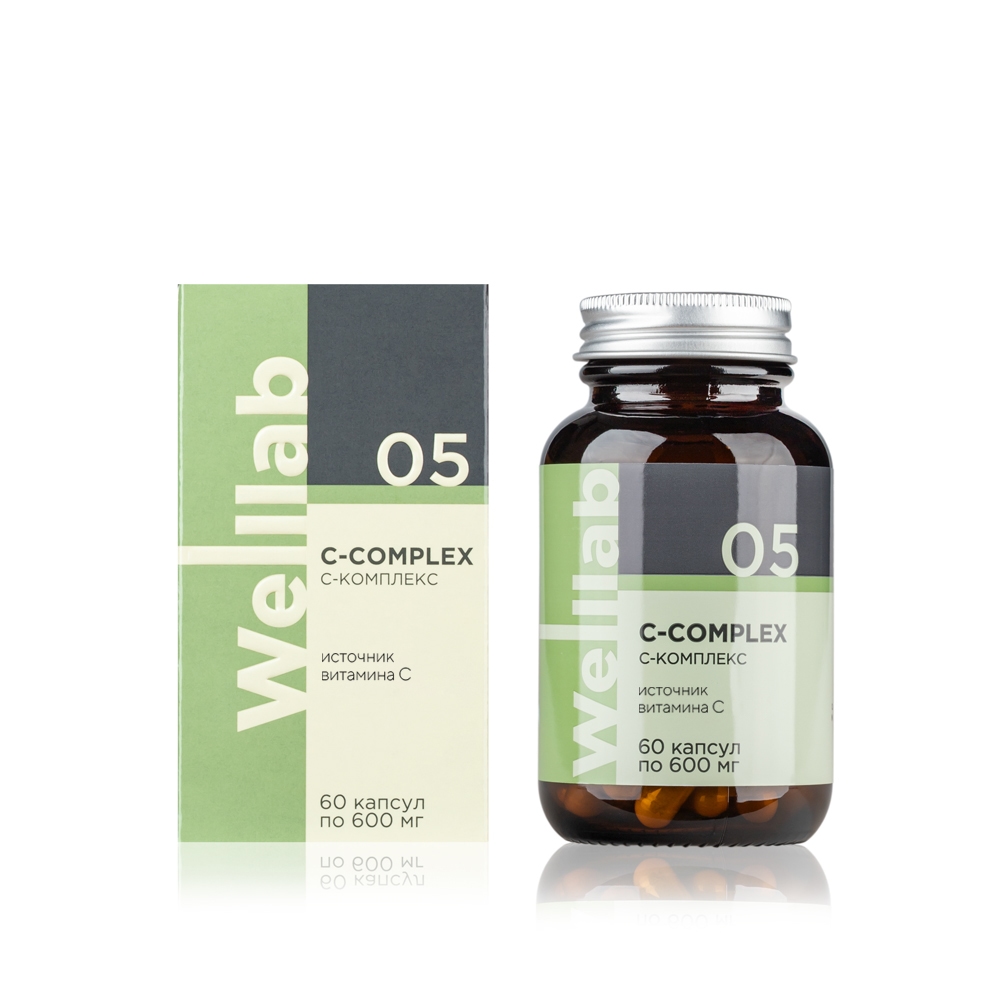 Welllab
05
C-COMPLEX
С-КОМПЛЕКС
источник
витамина С
60 капсул
по 600 мг
Welllab
05
C-COMPLEX
С-КОМПЛЕКС
источник
витамина С
60 капсул
по 600 мг